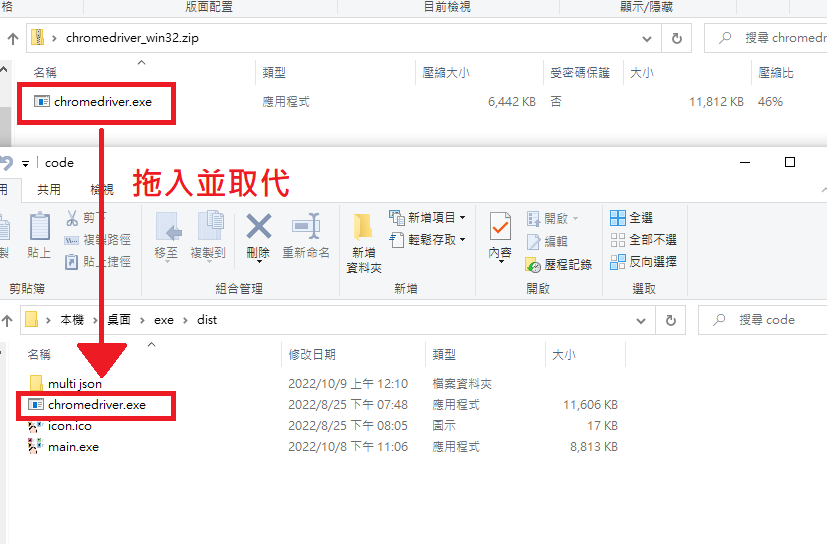 格 版面配置 目前檢視 顯示/隱藏
chromedriver_win32.zip 搜尋 chromedr
名稱 類型 壓縮大小 受密碼保護 大小 壓縮比
chromedriver.exe 應用程式 6,442 KB 否 11,812 KB 46%
code
用 共用 檢視 拖入並取代
剪下 新增項目 開啟 全選
複製路徑 輕鬆存取 編輯 全部不選
製 貼上 貼上捷徑 移至 複製到 刪除 重新命名 新增 資料夾 內容 歷程記錄 反向選擇
剪貼簿 組合管理 新增 開啟 選取
本機 桌面 exe dist 搜尋 code
名稱 修改日期 類型 大小
multi json 2022/10/9 上午 12:10 檔案資料夾
chromedriver.exe 2022/8/25 下午 07:48 應用程式 11,606 KB
icon.ico 2022/8/25 下午 08:05 圖示 17 KB
main.exe 2022/10/8 下午 11:06 應用程式 8,813 KB